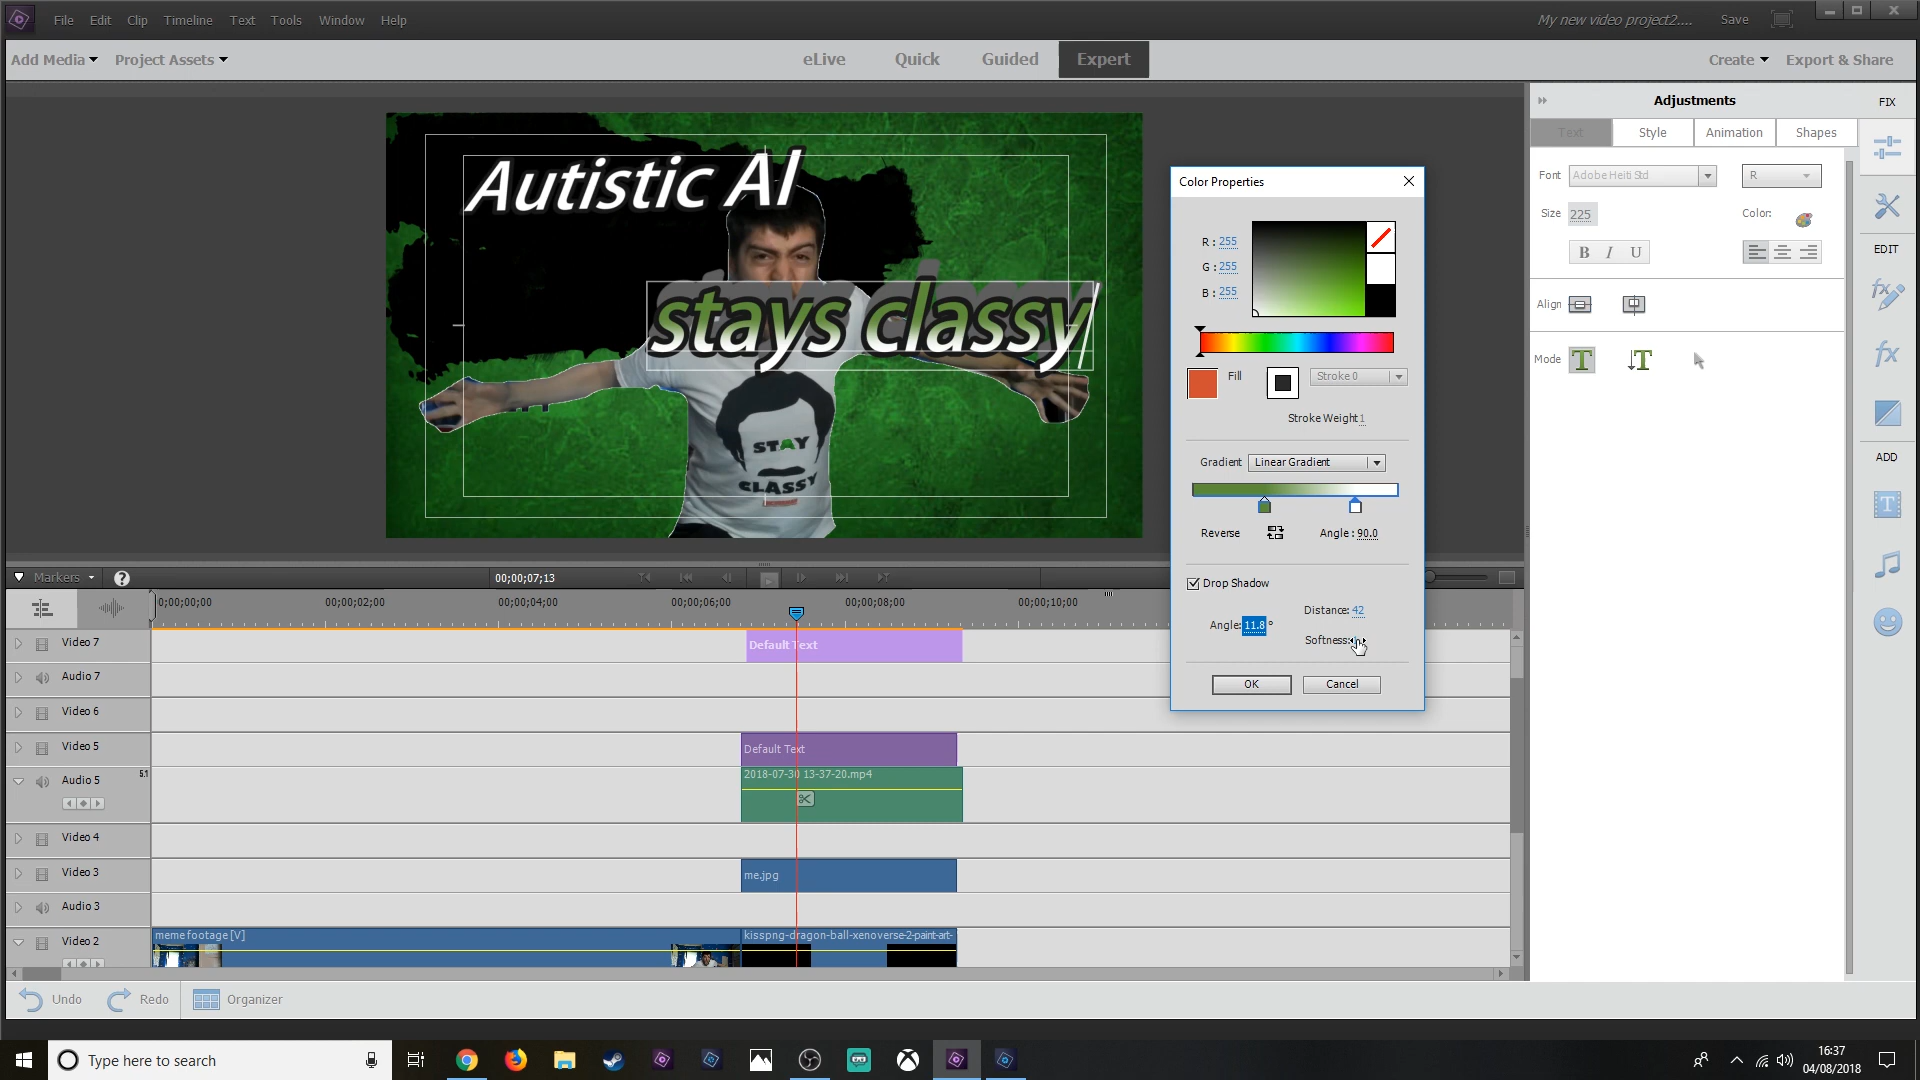 File Edit Clip Timeline Text Tools Window Help
My new video project2.... Save
Add Media Project Assets
eLive Quick Guided Expert
Create Export & Share
Adjustments FIX
Text Style Animation Shapes
Font Adobe Heiti Std R
Size 225 Color:
B I U
EDIT
Align
Mode
ADD
Autistic Al
stays classy
STAY
CLASSY
Color Properties
R : 255
G : 255
B : 255
Fill Stroke 0
Stroke Weight 1
Gradient Linear Gradient
Reverse Angle : 90.0
Drop Shadow
Distance: 42
Angle: 11.8 °
Softness:
OK Cancel
Markers 00;00;07;13
0;00;00;00 00;00;02;00 00;00;04;00 00;00;06;00 00;00;08;00 00;00;10;00
Video 7 Default Text
Audio 7
Video 6
Video 5 Default Text
Audio 5 5.1 2018-07-30 13-37-20.mp4
Video 4
Video 3 me.jpg
Audio 3
Video 2 meme footage [V] kisspng-dragon-ball-xenoverse-2-paint-art-
Undo Redo Organizer
Type here to search
16:37
04/08/2018